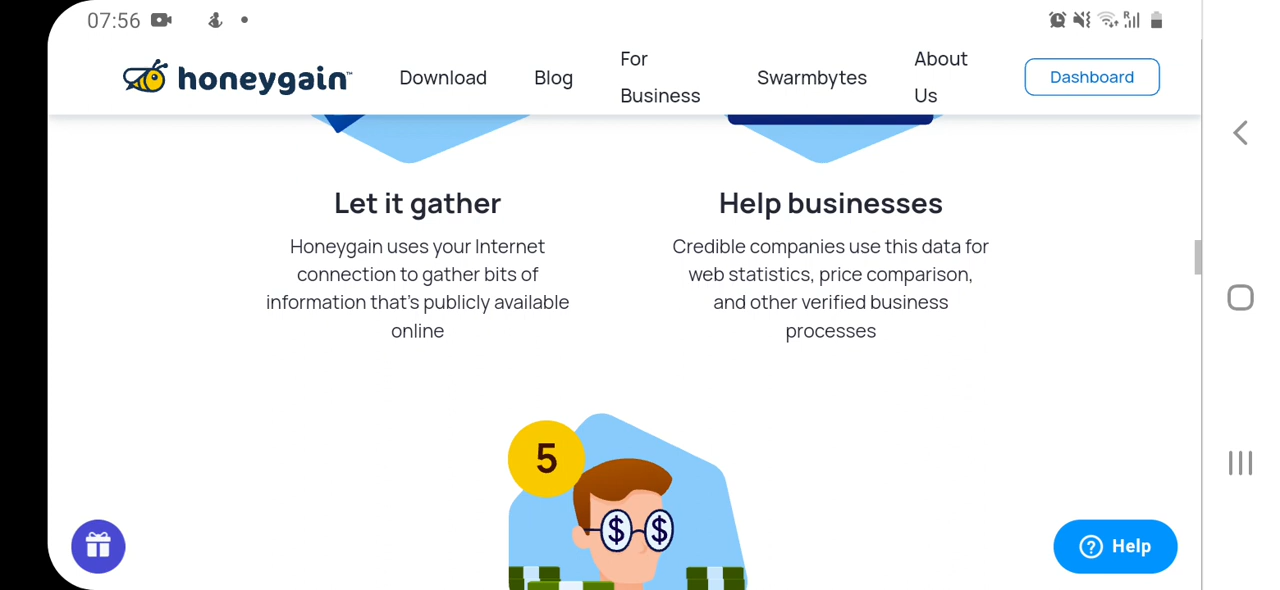 07:56
honeygain™
Download
Blog
For
Business
Swarmbytes
About
Us
Dashboard
Let it gather
Honeygain uses your Internet
connection to gather bits of
information that's publicly available
online
Help businesses
Credible companies use this data for
web statistics, price comparison,
and other verified business
processes
5
$ $
? Help